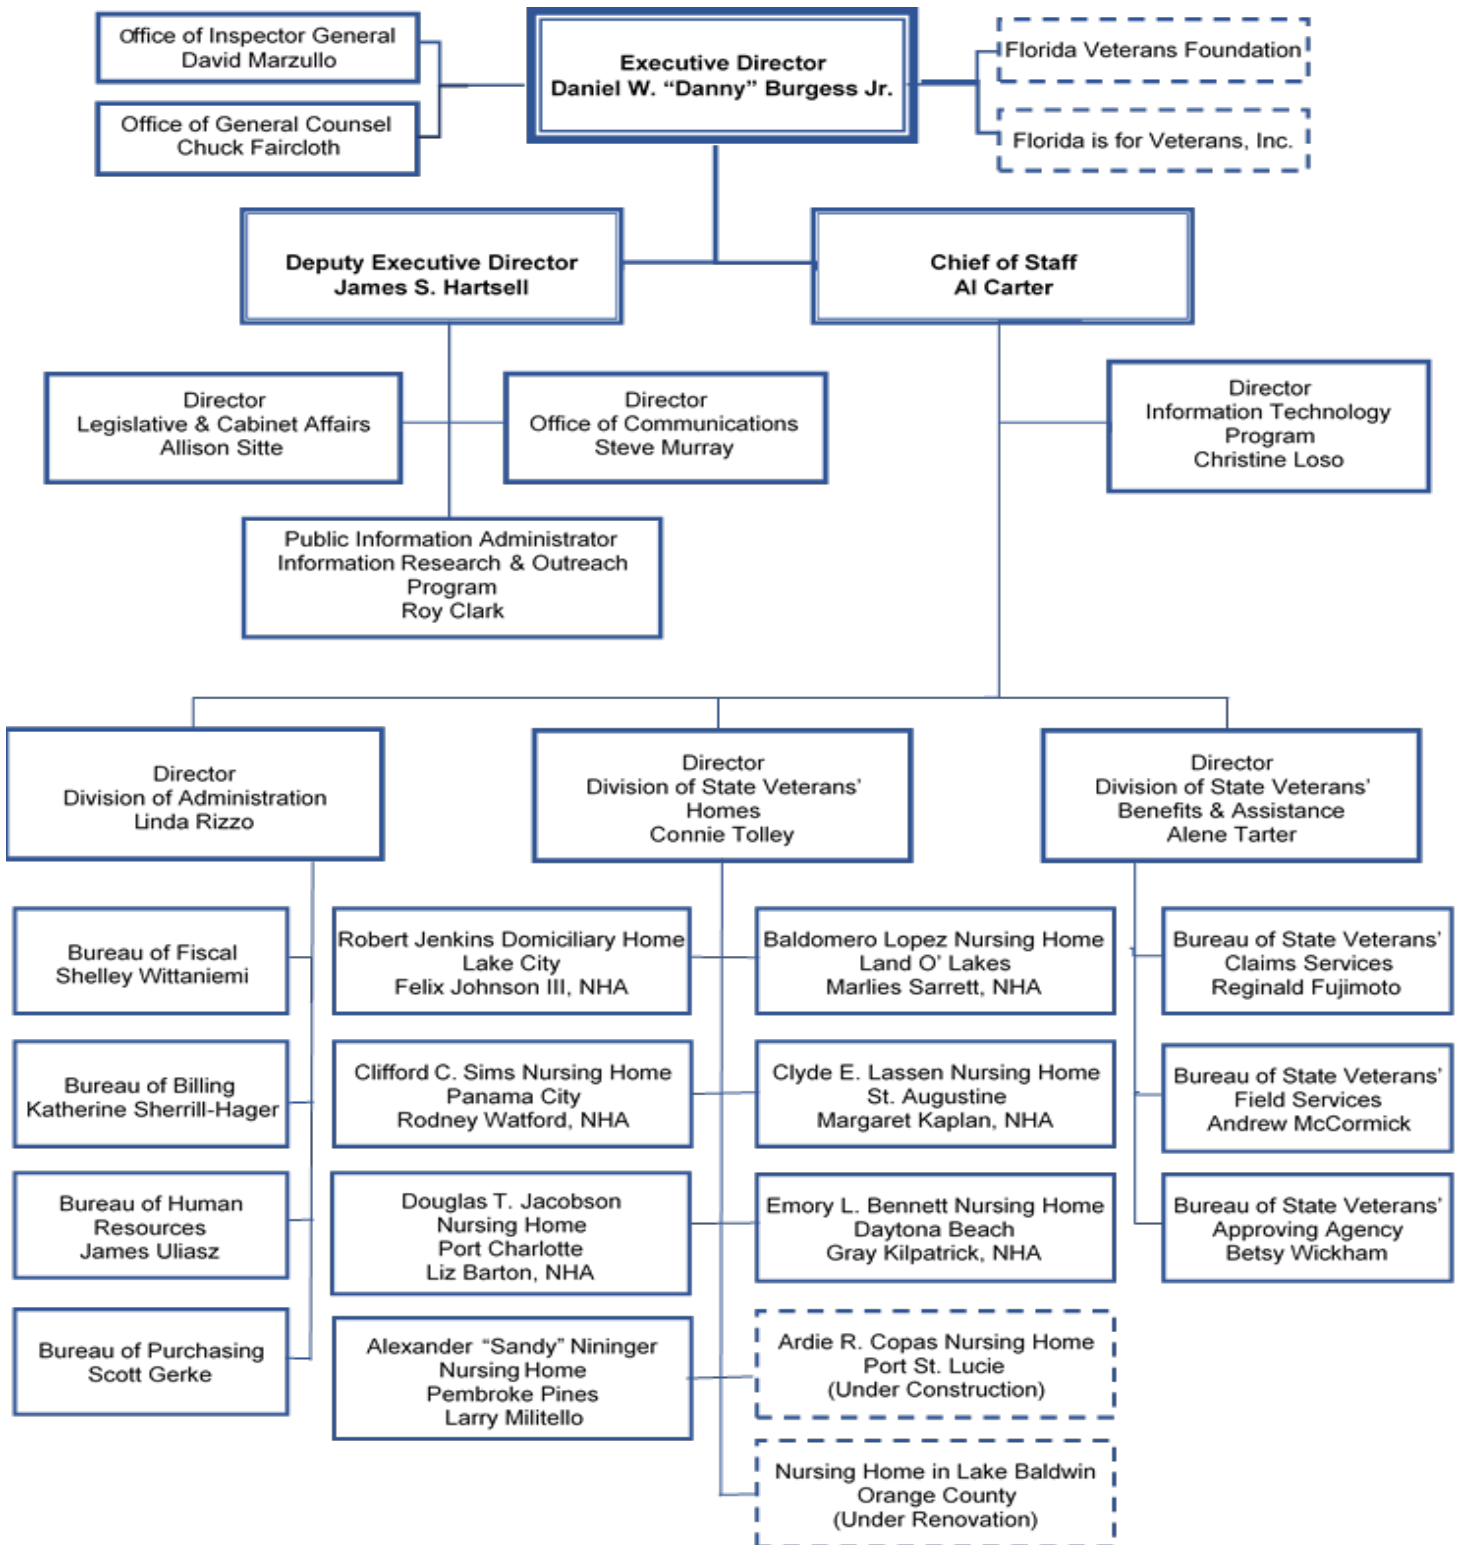 Office of Inspector General
David Marzullo
Office of General Counsel
Chuck Faircloth
Executive Director
Daniel W. “Danny” Burgess Jr.
Florida Veterans Foundation
Florida is for Veterans, Inc.
Deputy Executive Director
James S. Hartsell
Chief of Staff
Al Carter
Director
Legislative & Cabinet Affairs
Allison Sitte
Director
Office of Communications
Steve Murray
Director
Information Technology
Program
Christine Loso
Public Information Administrator
Information Research & Outreach
Program
Roy Clark
Director
Division of Administration
Linda Rizzo
Director
Division of State Veterans’
Homes
Connie Tolley
Director
Division of State Veterans’
Benefits & Assistance
Alene Tarter
Bureau of Fiscal
Shelley Wittaniemi
Bureau of Billing
Katherine Sherrill-Hager
Bureau of Human
Resources
James Uliasz
Bureau of Purchasing
Scott Gerke
Robert Jenkins Domiciliary Home
Lake City
Felix Johnson III, NHA
Clifford C. Sims Nursing Home
Panama City
Rodney Watford, NHA
Douglas T. Jacobson
Nursing Home
Port Charlotte
Liz Barton, NHA
Alexander “Sandy” Nininger
Nursing Home
Pembroke Pines
Larry Militello
Baldomero Lopez Nursing Home
Land O’ Lakes
Marlies Sarrett, NHA
Clyde E. Lassen Nursing Home
St. Augustine
Margaret Kaplan, NHA
Emory L. Bennett Nursing Home
Daytona Beach
Gray Kilpatrick, NHA
Ardie R. Copas Nursing Home
Port St. Lucie
(Under Construction)
Nursing Home in Lake Baldwin
Orange County
(Under Renovation)
Bureau of State Veterans’
Claims Services
Reginald Fujimoto
Bureau of State Veterans’
Field Services
Andrew McCormick
Bureau of State Veterans’
Approving Agency
Betsy Wickham